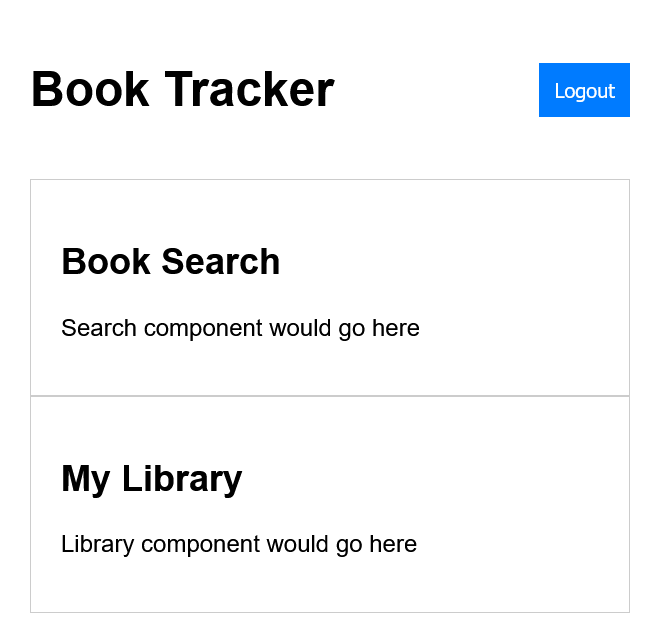 Book Tracker
Logout
Book Search
Search component would go here
My Library
Library component would go here